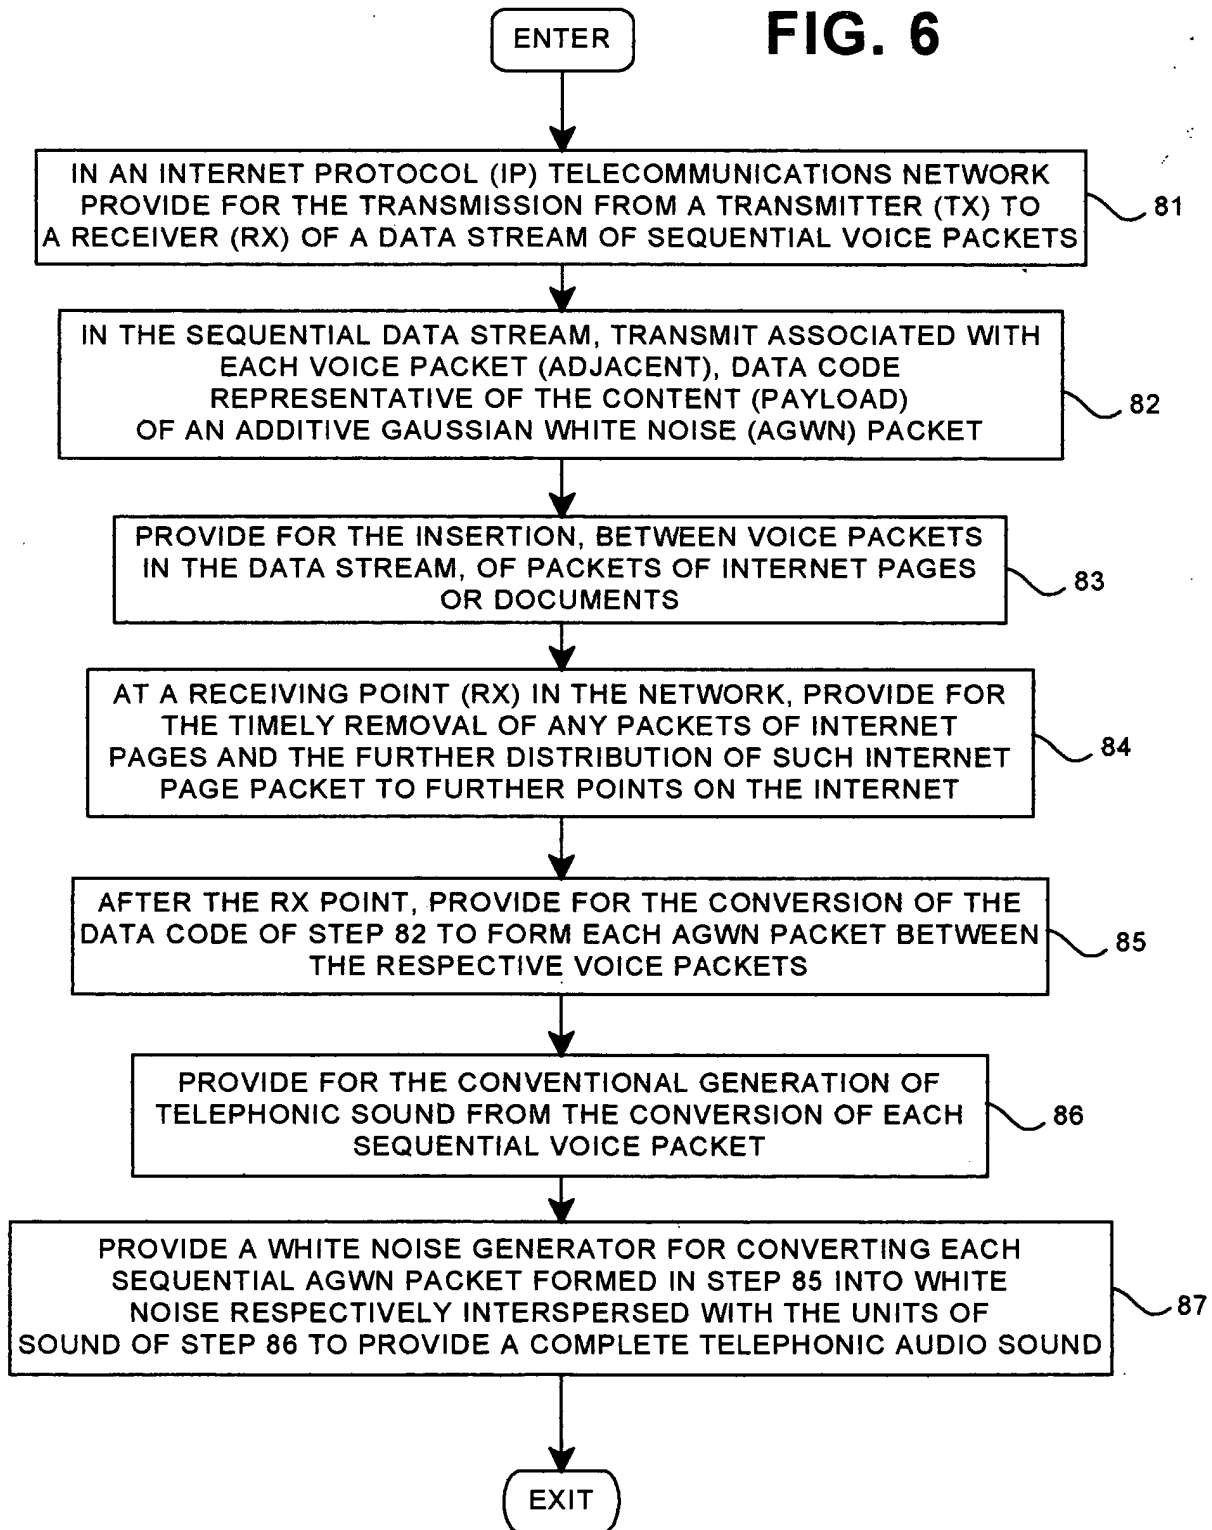 FIG. 6
ENTER
IN AN INTERNET PROTOCOL (IP) TELECOMMUNICATIONS NETWORK
PROVIDE FOR THE TRANSMISSION FROM A TRANSMITTER (TX) TO
A RECEIVER (RX) OF A DATA STREAM OF SEQUENTIAL VOICE PACKETS
81
IN THE SEQUENTIAL DATA STREAM, TRANSMIT ASSOCIATED WITH
EACH VOICE PACKET (ADJACENT), DATA CODE
REPRESENTATIVE OF THE CONTENT (PAYLOAD)
OF AN ADDITIVE GAUSSIAN WHITE NOISE (AGWN) PACKET
82
PROVIDE FOR THE INSERTION, BETWEEN VOICE PACKETS
IN THE DATA STREAM, OF PACKETS OF INTERNET PAGES
OR DOCUMENTS
83
AT A RECEIVING POINT (RX) IN THE NETWORK, PROVIDE FOR
THE TIMELY REMOVAL OF ANY PACKETS OF INTERNET
PAGES AND THE FURTHER DISTRIBUTION OF SUCH INTERNET
PAGE PACKET TO FURTHER POINTS ON THE INTERNET
84
AFTER THE RX POINT, PROVIDE FOR THE CONVERSION OF THE
DATA CODE OF STEP 82 TO FORM EACH AGWN PACKET BETWEEN
THE RESPECTIVE VOICE PACKETS
85
PROVIDE FOR THE CONVENTIONAL GENERATION OF
TELEPHONIC SOUND FROM THE CONVERSION OF EACH
SEQUENTIAL VOICE PACKET
86
PROVIDE A WHITE NOISE GENERATOR FOR CONVERTING EACH
SEQUENTIAL AGWN PACKET FORMED IN STEP 85 INTO WHITE
NOISE RESPECTIVELY INTERSPERSED WITH THE UNITS OF
SOUND OF STEP 86 TO PROVIDE A COMPLETE TELEPHONIC AUDIO SOUND
87
EXIT